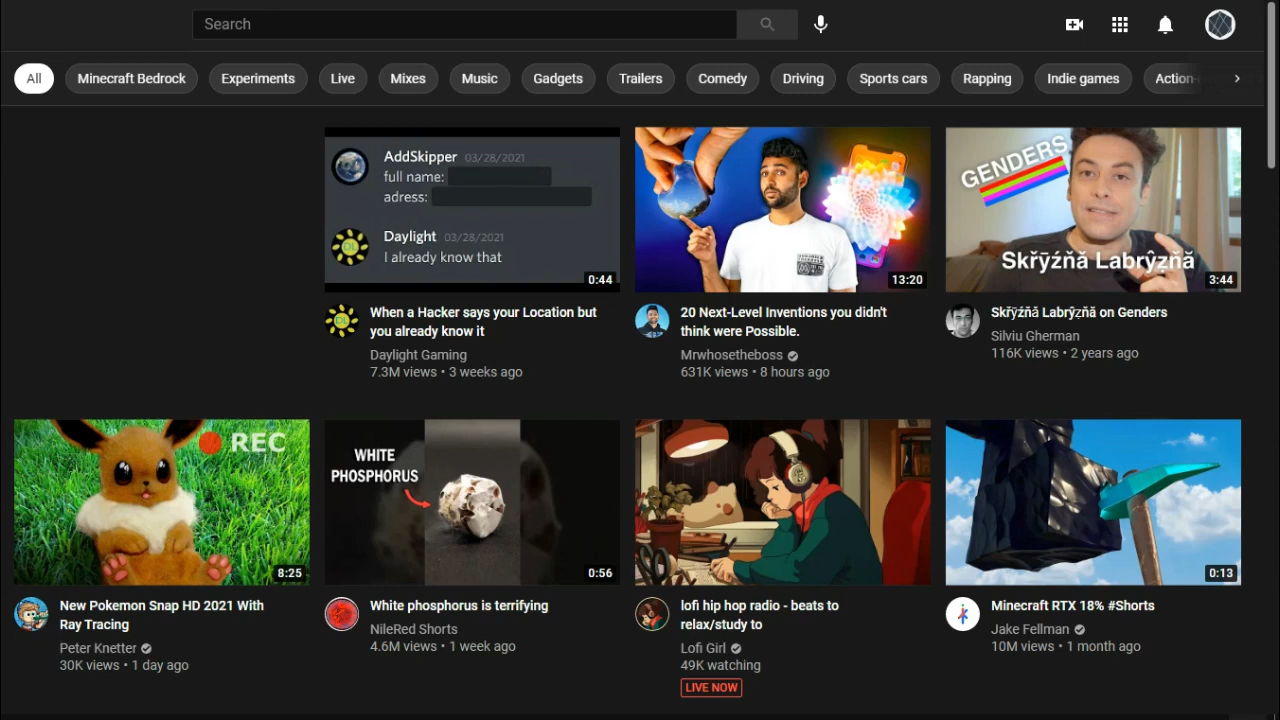 Search
All
Minecraft Bedrock
Experiments
Live
Mixes
Music
Gadgets
Trailers
Comedy
Driving
Sports cars
Rapping
Indie games
Action-
AddSkipper 03/28/2021
full name:
adress:
Daylight 03/28/2021
I already know that
0:44
When a Hacker says your Location but
you already know it
Daylight Gaming
7.3M views • 3 weeks ago
13:20
20 Next-Level Inventions you didn't
think were Possible.
Mrwhosetheboss
631K views • 8 hours ago
GENDERS
Skřȳźňă Labrŷzňă
3:44
Skřȳźňă Labrŷzňă on Genders
Silviu Gherman
116K views • 2 years ago
REC
8:25
New Pokemon Snap HD 2021 With
Ray Tracing
Peter Knetter
30K views • 1 day ago
WHITE
PHOSPHORUS
0:56
White phosphorus is terrifying
NileRed Shorts
4.6M views • 1 week ago
lofi hip hop radio - beats to
relax/study to
Lofi Girl
49K watching
LIVE NOW
0:13
Minecraft RTX 18% #Shorts
Jake Fellman
10M views • 1 month ago